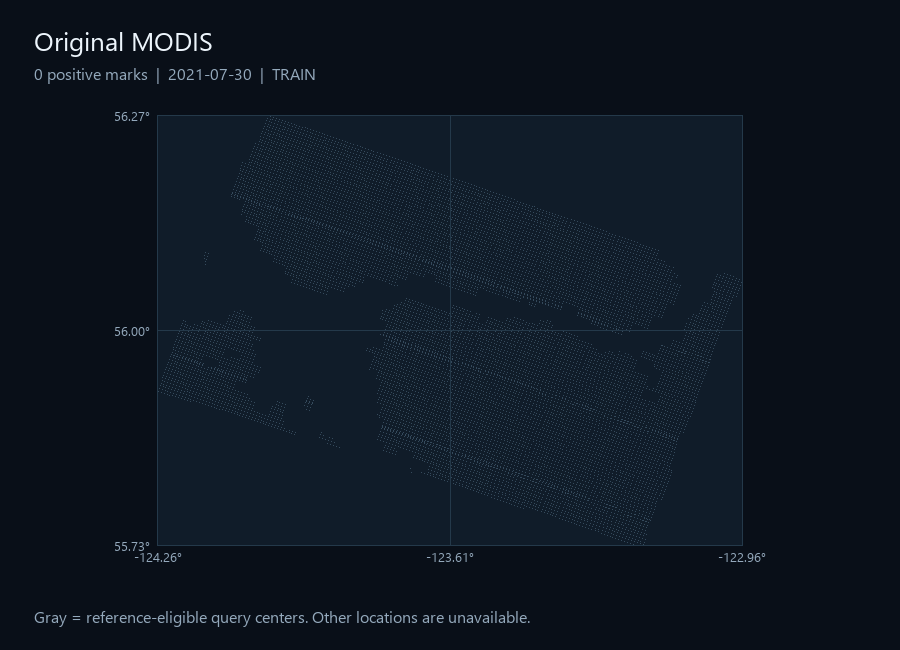 Original MODIS
0 positive marks | 2021-07-30 | TRAIN
56.27°
56.00°
55.73°
-124.26°
-123.61°
-122.96°
Gray = reference-eligible query centers. Other locations are unavailable.